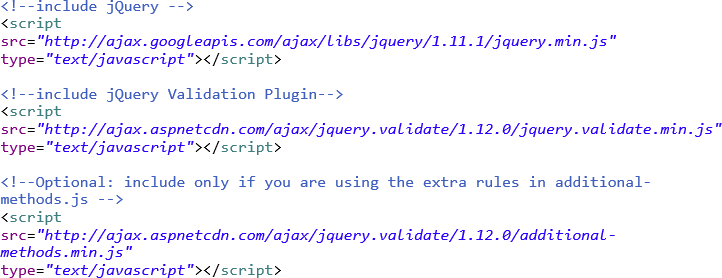 <!--include jQuery -->
<script
src="http://ajax.googleapis.com/ajax/libs/jquery/1.11.1/jquery.min.js"
type="text/javascript"></script>
<!--include jQuery Validation Plugin-->
<script
src="http://ajax.aspnetcdn.com/ajax/jquery.validate/1.12.0/jquery.validate.min.js"
type="text/javascript"></script>
<!--Optional: include only if you are using the extra rules in additional-
methods.js -->
<script
src="http://ajax.aspnetcdn.com/ajax/jquery.validate/1.12.0/additional-
methods.min.js"
type="text/javascript"></script>